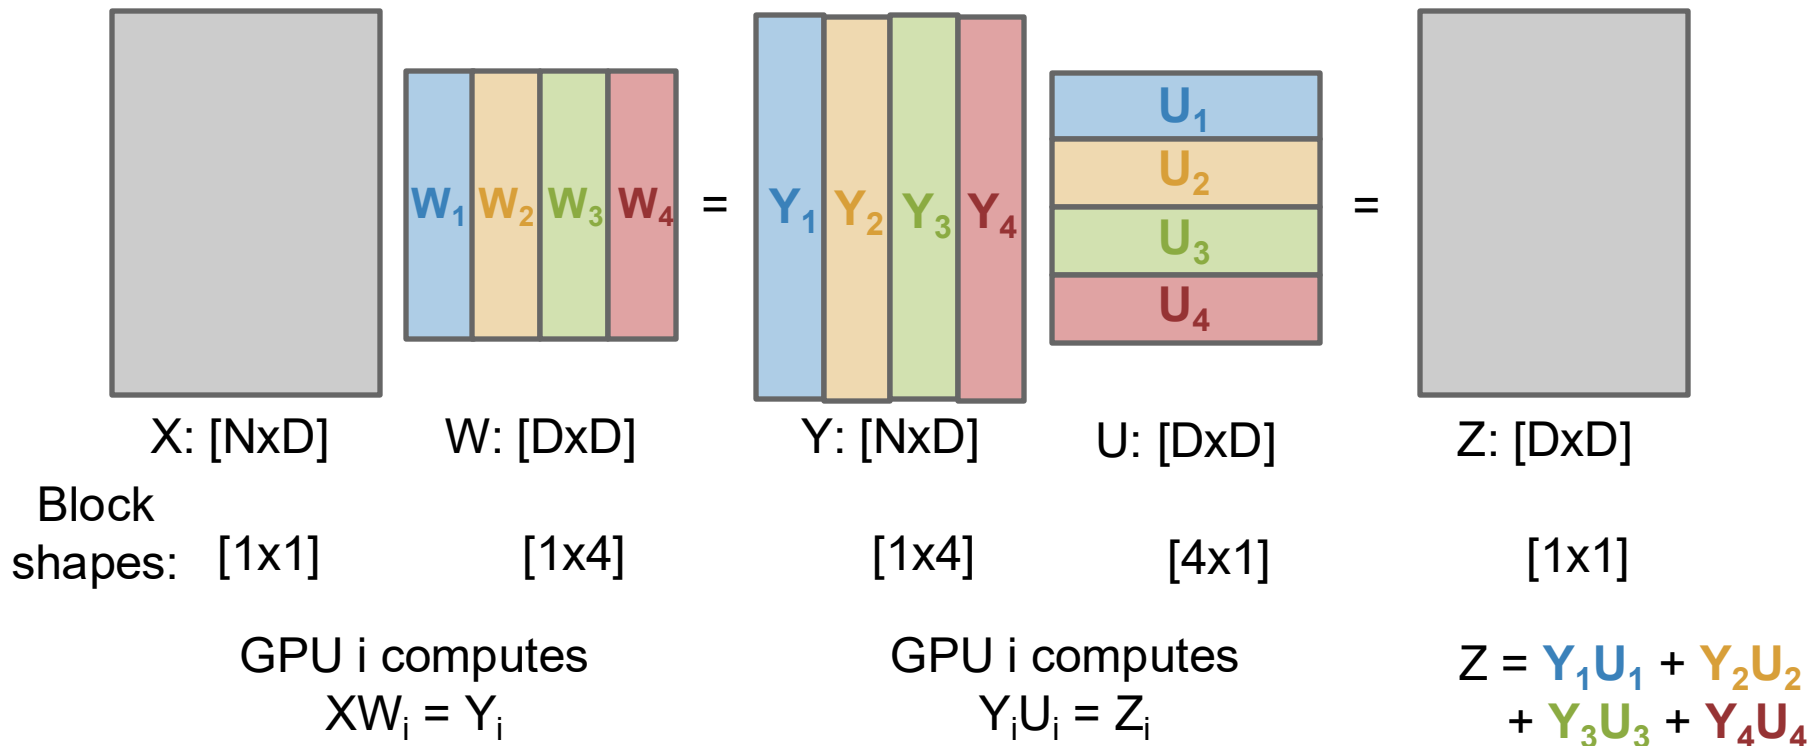 W₁ W₂ W₃ W₄ = Y₁ Y₂ Y₃ Y₄ =
U₁
U₂
U₃
U₄
X: [NxD] W: [DxD] Y: [NxD] U: [DxD] Z: [DxD]
Block
shapes: [1x1] [1x4] [1x4] [4x1] [1x1]
GPU i computes
XWᵢ = Yᵢ
GPU i computes
YᵢUᵢ = Zᵢ
Z = Y₁U₁ + Y₂U₂
+ Y₃U₃ + Y₄U₄